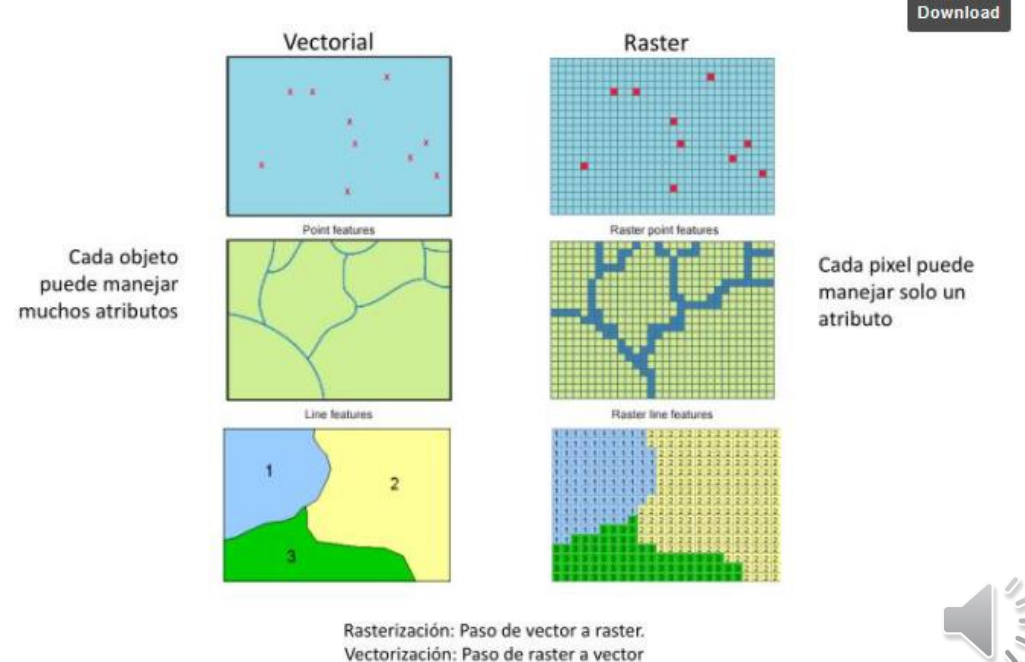 Download
Vectorial
Raster
Point features
Raster point features
Cada objeto
puede manejar
muchos atributos
Cada pixel puede
manejar solo un
atributo
Line features
Raster line features
1
2
3
Rasterización: Paso de vector a raster.
Vectorización: Paso de raster a vector